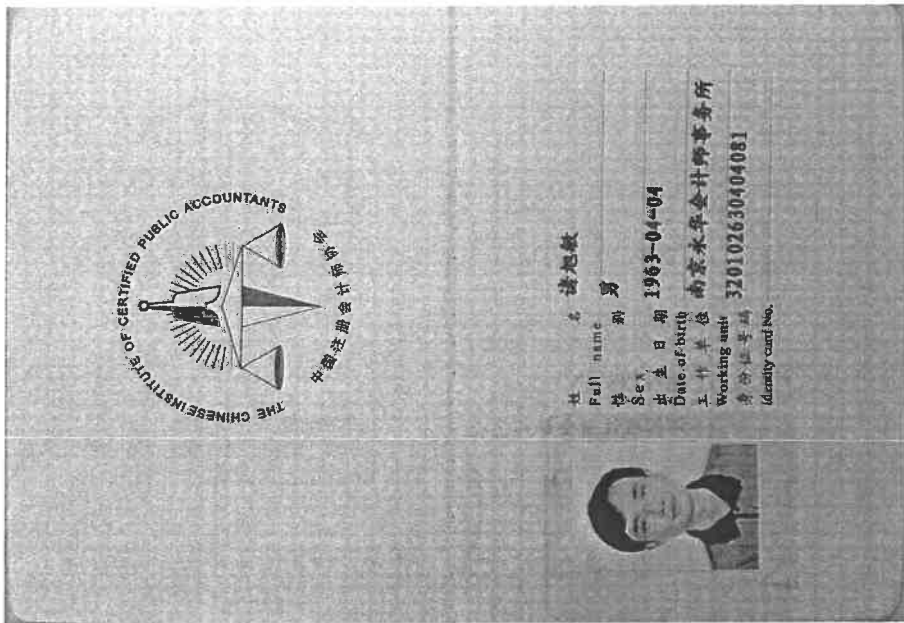 THE CHINESE INSTITUTE OF CERTIFIED PUBLIC ACCOUNTANTS
中国注册会计师协会
姓 名 诸旭敏
Full name
性 别 男
Sex
出 生 日 期 1963-04-04
Date of birth
工 作 单 位 南京永华会计师事务所
Working unit
身 份 证 号 码 320102630404081
Identity card No.